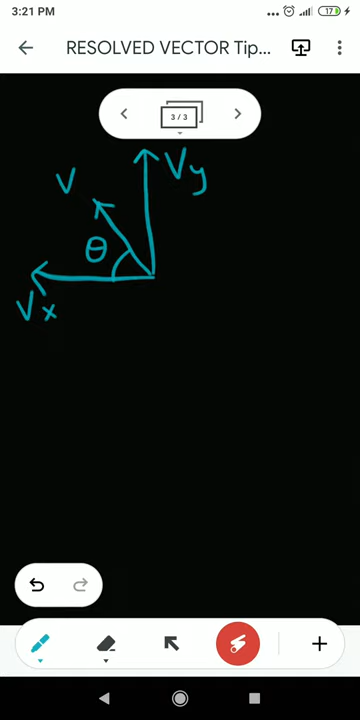 3:21 PM
17
RESOLVED VECTOR Tip...
3 / 3
V
Vy
θ
Vx